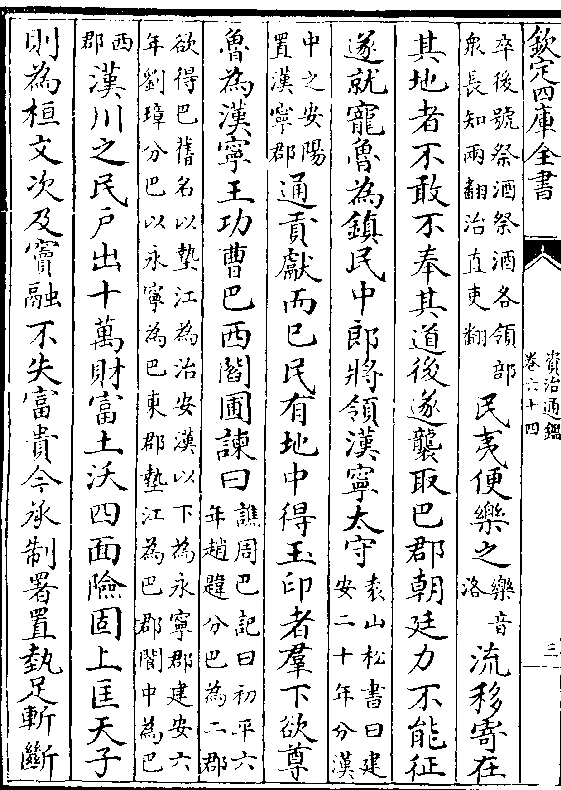 欽定四庫全書
資治通鑑
卷六十四
三
卒後號祭酒祭酒各領部
衆長知兩翻治直吏翻
民夷便樂之
樂音
洛
流移寄在
其地者不敢不奉其道後遂襲取巴郡朝廷力不能征
遂就寵魯為鎮民中郎將領漢寧太守
袁山松書曰建
安二十年分漢
中之安陽
置漢寧郡
通貢獻而已民有地中得玉印者羣下欲尊
魯為漢寧王功曹巴西閻圃諫曰
譙周巴記曰初平六
年趙韙分巴為二郡
欲得巴舊名以墊江為治安漢以下為永寧郡建安六
年劉璋分巴以永寧為巴東郡墊江為巴郡閬中為巴
西
郡
漢川之民戶出十萬財富土沃四面險固上匡天子
則為桓文次及竇融不失富貴今承制署置勢足斬斷